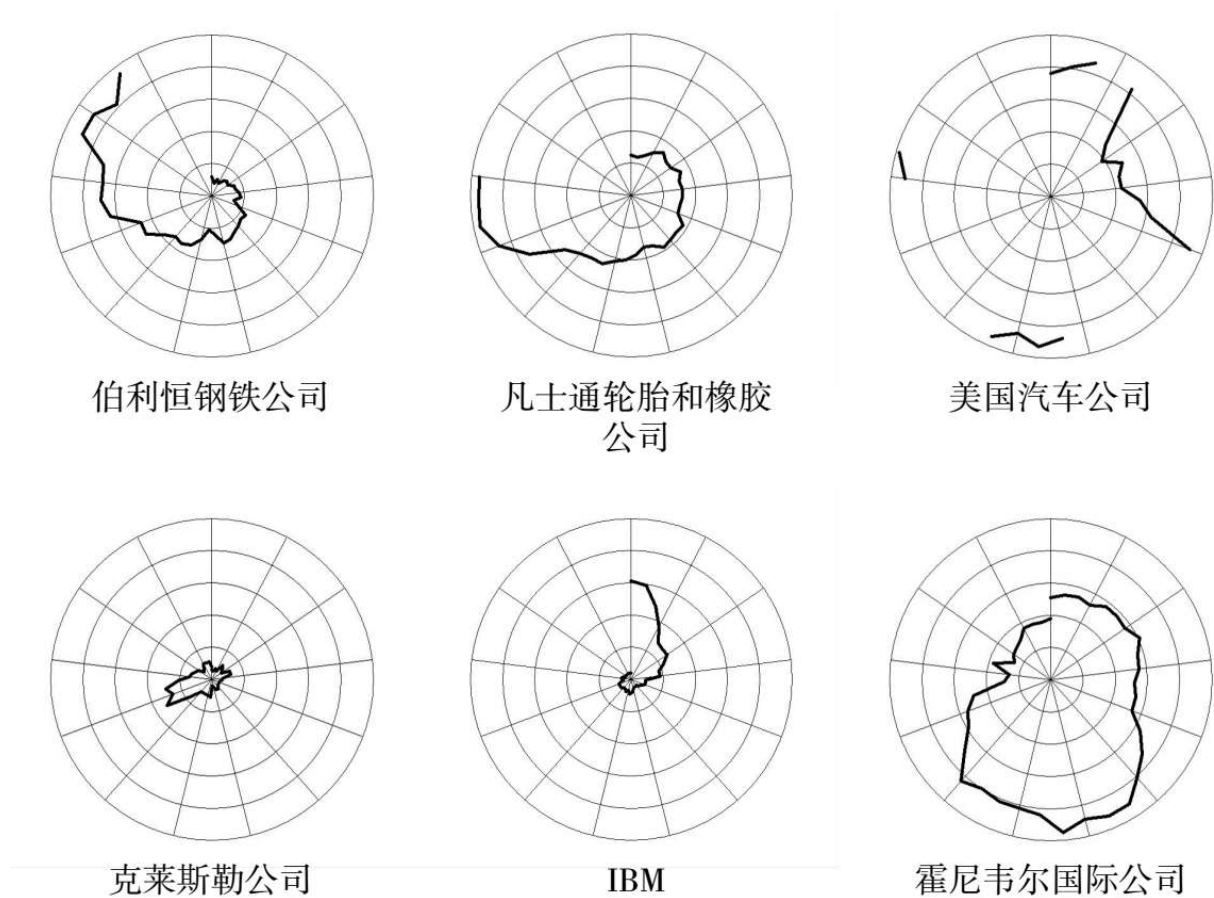 伯利恒钢铁公司
凡士通轮胎和橡胶
公司
美国汽车公司
克莱斯勒公司
IBM
霍尼韦尔国际公司